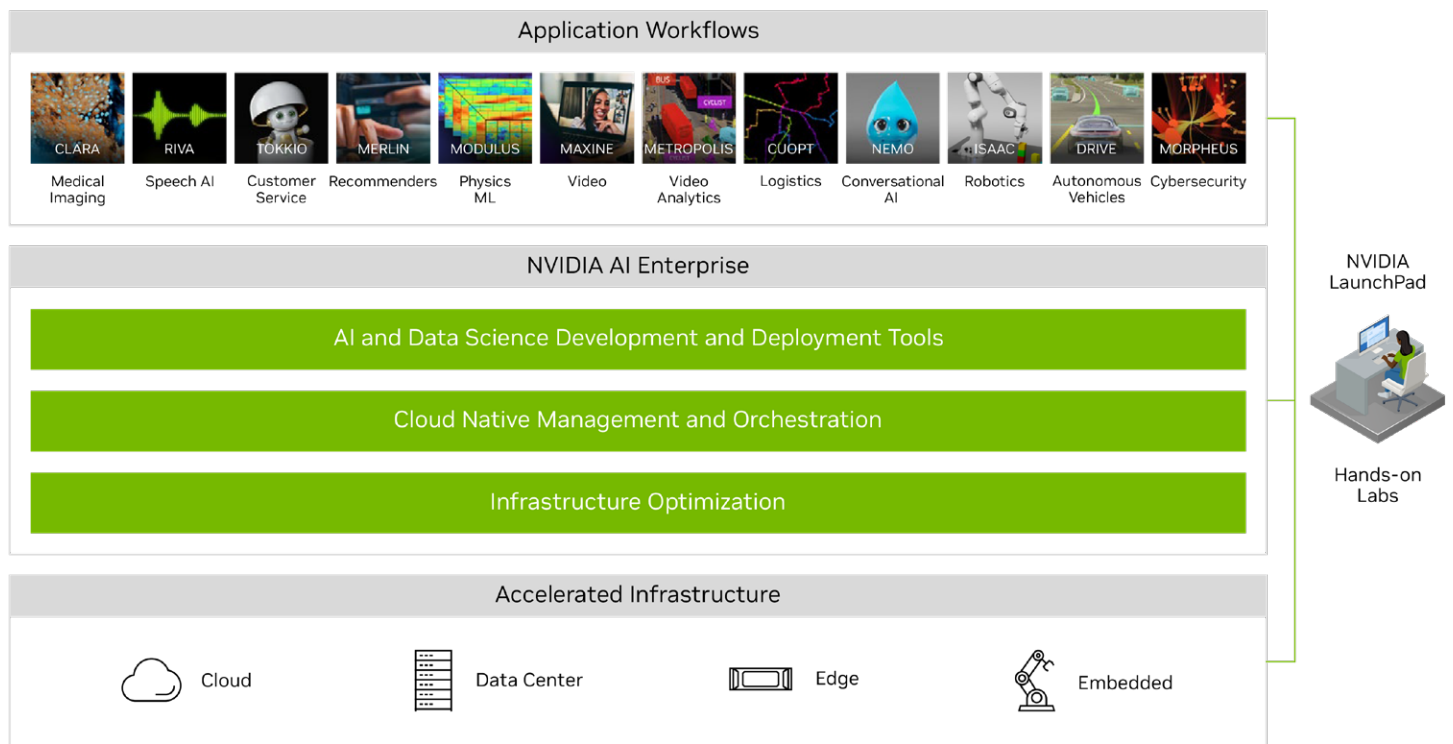 Application Workflows
CLARA
RIVA
TOKKIO
MERLIN
MODULUS
MAXINE
BUS
CYCLIST
METROPOLIS
CUOPT
NEMO
ISAAC
DRIVE
MORPHEUS
Medical
Imaging
Speech AI
Customer
Service
Recommenders
Physics
ML
Video
Video
Analytics
Logistics
Conversational
AI
Robotics
Autonomous
Vehicles
Cybersecurity
NVIDIA AI Enterprise
AI and Data Science Development and Deployment Tools
Cloud Native Management and Orchestration
Infrastructure Optimization
Accelerated Infrastructure
Cloud
Data Center
Edge
Embedded
NVIDIA
LaunchPad
Hands-on
Labs